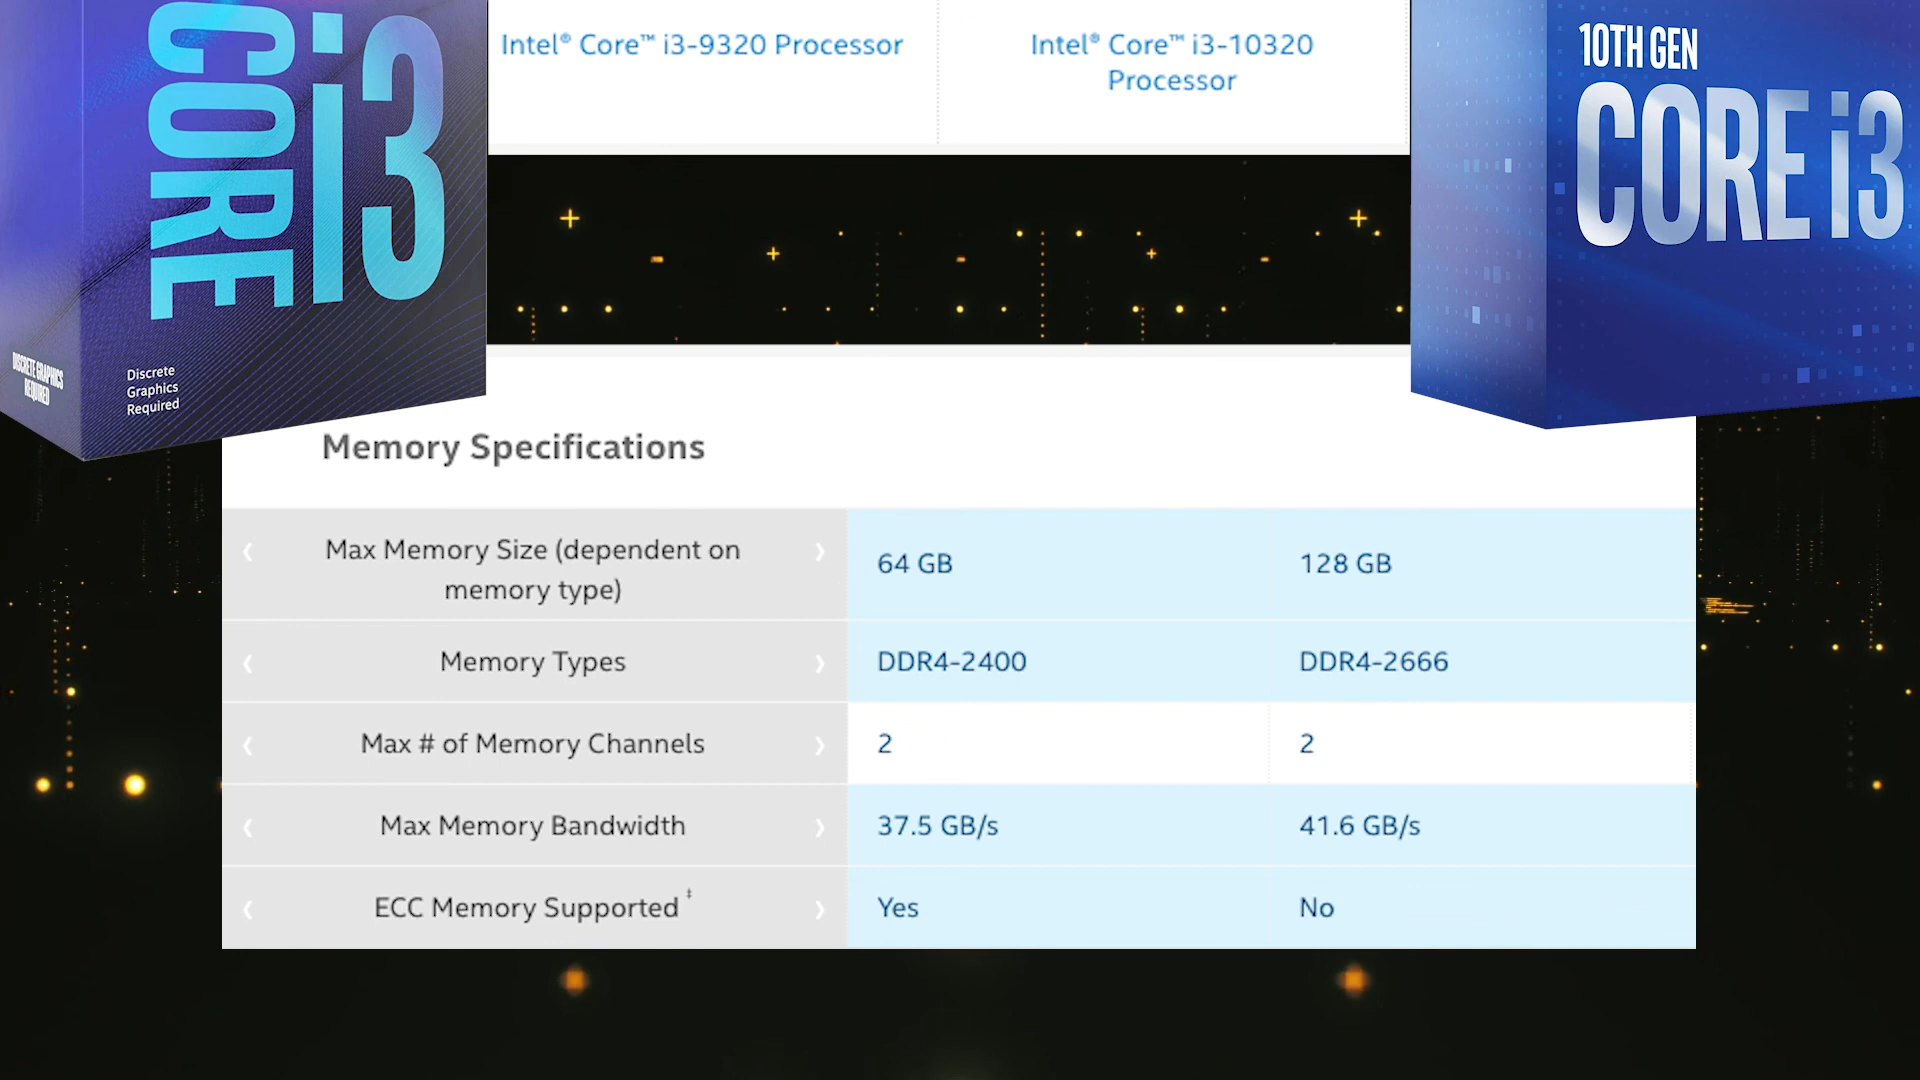 CORE i3
DISCRETE GRAPHICS
REQUIRED
Discrete
Graphics
Required
Intel® Core™ i3-9320 Processor
Intel® Core™ i3-10320
Processor
10TH GEN
CORE i3
Memory Specifications
Max Memory Size (dependent on
memory type)
64 GB
128 GB
Memory Types
DDR4-2400
DDR4-2666
Max # of Memory Channels
2
2
Max Memory Bandwidth
37.5 GB/s
41.6 GB/s
ECC Memory Supported ‡
Yes
No